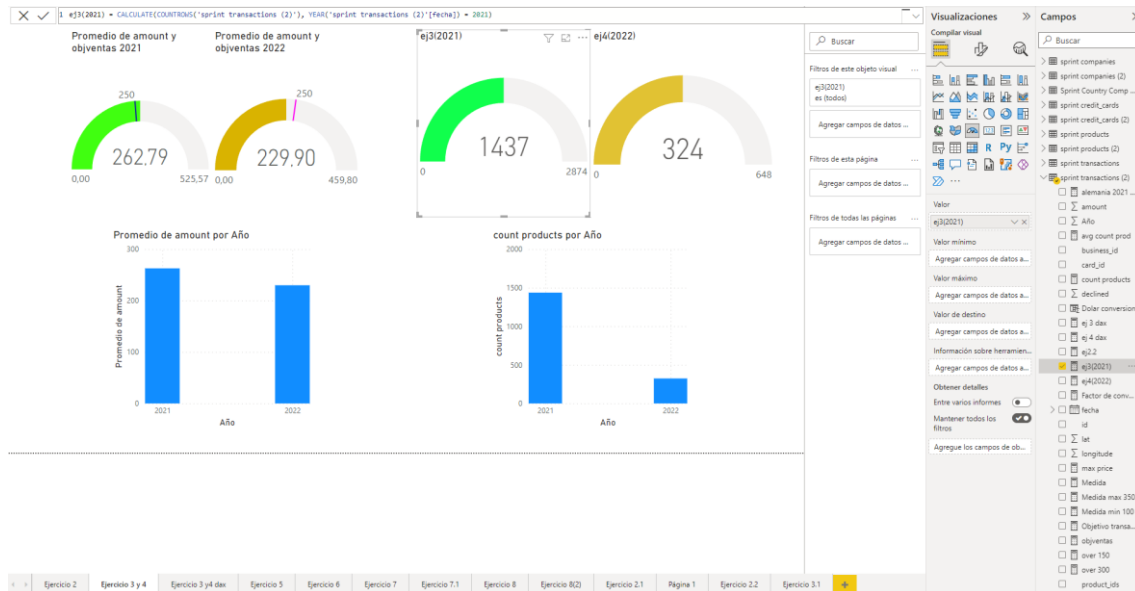 1 ej3(2021) = CALCULATE(COUNTROWS('sprint transactions (2)'), YEAR('sprint transactions (2)'[fecha]) = 2021)
Promedio de amount y
objventas 2021
250
262,79
0,00
525,57
Promedio de amount y
objventas 2022
250
229,90
0,00
459,80
ej3(2021)
1437
0
2874
ej4(2022)
324
0
648
Promedio de amount por Año
Promedio de amount
300
200
100
0
2021
2022
Año
count products por Año
count products
2000
1500
1000
500
0
2021
2022
Año
Buscar
Filtros de este objeto visual
ej3(2021)
es (todos)
Agregar campos de datos ...
Filtros de esta página
Agregar campos de datos ...
Filtros de todas las páginas
Agregar campos de datos ...
Visualizaciones
Compilar visual
R
Py
Valor
ej3(2021)
Valor mínimo
Agregar campos de datos a...
Valor máximo
Agregar campos de datos a...
Valor de destino
Agregar campos de datos a...
Información sobre herramien...
Agregar campos de datos a...
Obtener detalles
Entre varios informes
Mantener todos los
filtros
Agregue los campos de ob...
Campos
Buscar
sprint companies
sprint companies (2)
Sprint Country Comp ...
sprint credit_cards
sprint credit_cards (2)
sprint products
sprint products (2)
sprint transactions
sprint transactions (2)
alemania 2021 ...
amount
Año
avg count prod
business_id
card_id
count products
declined
Dolar conversion
ej 3 dax
ej 4 dax
ej2.2
ej3(2021)
ej4(2022)
Factor de conv...
fecha
id
lat
longitude
max price
Medida
Medida max 350
Medida min 100
Objetivo transa...
objventas
over 150
over 300
product_ids
Ejercicio 2
Ejercicio 3 y 4
Ejercicio 3 y4 dax
Ejercicio 5
Ejercicio 6
Ejercicio 7
Ejercicio 7.1
Ejercicio 8
Ejercicio 8(2)
Ejercicio 2.1
Página 1
Ejercicio 2.2
Ejercicio 3.1